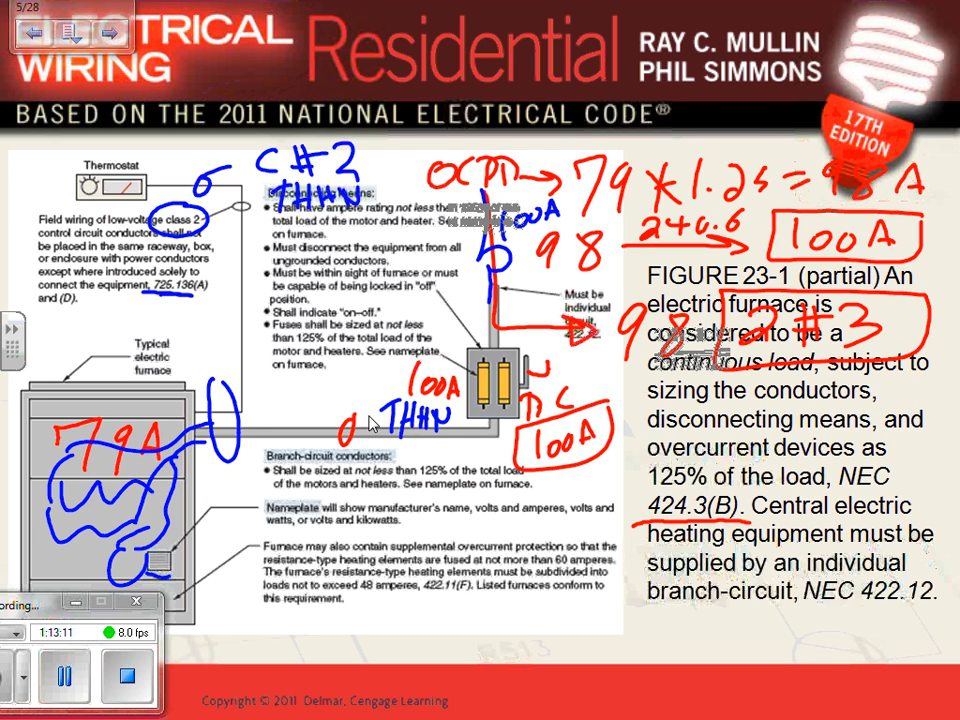 5/28
ELECTRICAL
WIRING
Residential
RAY C. MULLIN
PHIL SIMMONS
BASED ON THE 2011 NATIONAL ELECTRICAL CODE®
17TH
EDITION
Thermostat
Field wiring of low-voltage class 2
control circuit conductors shall not
be placed in the same raceway, box,
or enclosure with power conductors
except where introduced solely to
connect the equipment, 725.136(A)
and (D).
Typical
electric
furnace
79A
C#2
THHN
Disconnecting means:
Shall have ampere rating not less than
total load of the motor and heater. See
on furnace.
Must disconnect the equipment from all
ungrounded conductors.
Must be within sight of furnace or must
be capable of being locked in "off"
position.
Shall indicate "on–off."
Fuses shall be sized at not less
than 125% of the total load of the
motor and heaters. See nameplate
on furnace.
100A
THHN
OCPD → 79 × 1.25 = 98 A
100A
98
240.6
100A
Must be
individual
98A
2#3
100A
Branch-circuit conductors:
Shall be sized at not less than 125% of the total load
of the motors and heaters. See nameplate on furnace.
Nameplate will show manufacturer's name, volts and amperes, volts and
watts, or volts and kilowatts.
Furnace may also contain supplemental overcurrent protection so that the
resistance-type heating elements are fused at not more than 60 amperes.
The furnace's resistance-type heating elements must be subdivided into
loads not to exceed 48 amperes, 422.11(F). Listed furnaces conform to
this requirement.
FIGURE 23-1 (partial) An
electric furnace is
considered to be a
continuous load, subject to
sizing the conductors,
disconnecting means, and
overcurrent devices as
125% of the load, NEC
424.3(B). Central electric
heating equipment must be
supplied by an individual
branch-circuit, NEC 422.12.
ording...
1:13:11
8.0 fps
Copyright © 2011 Delmar, Cengage Learning